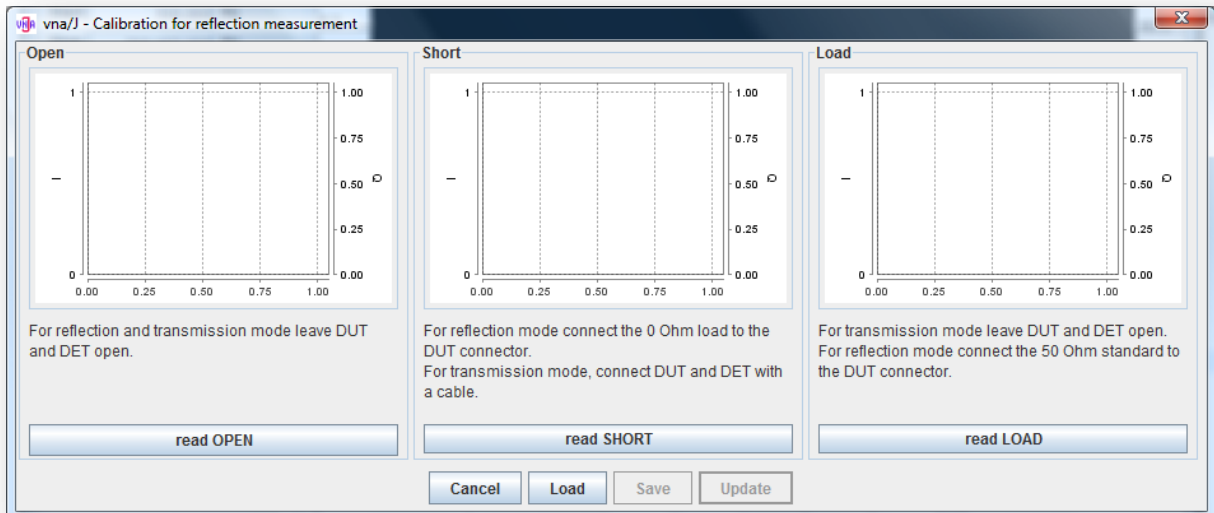 vna/J - Calibration for reflection measurement
Open
1
0
I
1.00
0.75
0.50
0.25
0.00
Q
0.00 0.25 0.50 0.75 1.00
For reflection and transmission mode leave DUT
and DET open.
read OPEN
Short
1
0
I
1.00
0.75
0.50
0.25
0.00
Q
0.00 0.25 0.50 0.75 1.00
For reflection mode connect the 0 Ohm load to the
DUT connector.
For transmission mode, connect DUT and DET with
a cable.
read SHORT
Load
1
0
I
1.00
0.75
0.50
0.25
0.00
Q
0.00 0.25 0.50 0.75 1.00
For transmission mode leave DUT and DET open.
For reflection mode connect the 50 Ohm standard to
the DUT connector.
read LOAD
Cancel Load Save Update